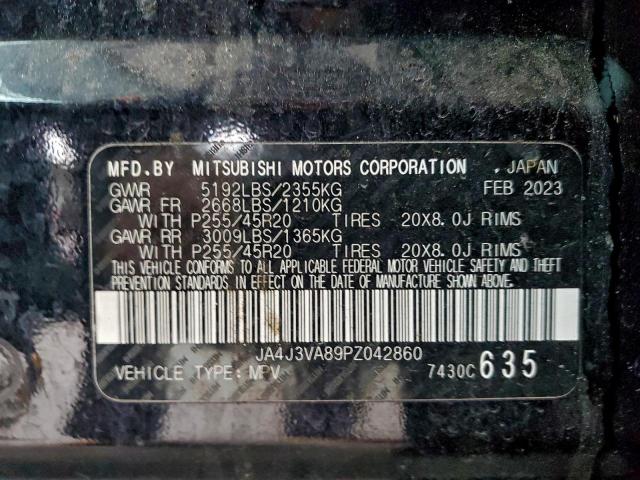 MFD.BY MITSUBISHI MOTORS CORPORATION , JAPAN
GVWR 5192LBS/2355KG FEB 2023
GAWR FR 2668LBS/1210KG
WITH P255/45R20 TIRES 20X8.0J RIMS
GAWR RR 3009LBS/1365KG
WITH P255/45R20 TIRES 20X8.0J RIMS
THIS VEHICLE CONFORMS TO ALL APPLICABLE FEDERAL MOTOR VEHICLE SAFETY AND THEFT
PREVENTION STANDARDS IN EFFECT ON THE DATE OF MANUFACTURE SHOWN ABOVE.
JA4J3VA89PZ042860
VEHICLE TYPE: MPV 7430C 635